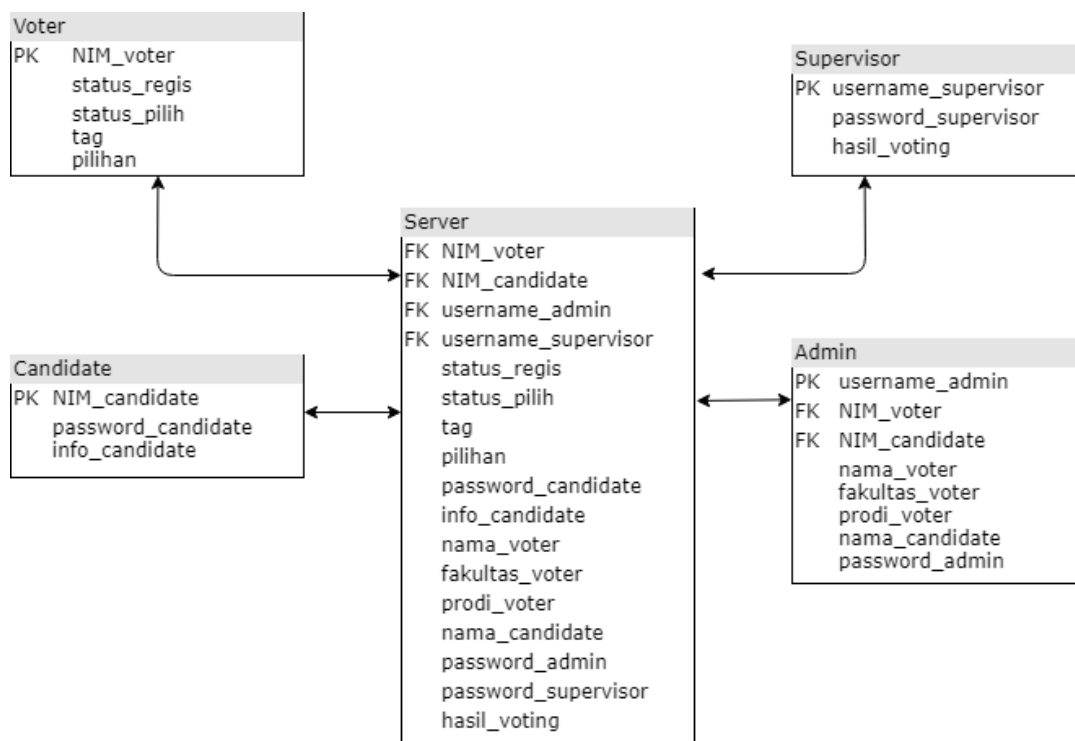 Voter
PK NIM_voter
status_regis
status_pilih
tag
pilihan
Supervisor
PK username_supervisor
password_supervisor
hasil_voting
Server
FK NIM_voter
FK NIM_candidate
FK username_admin
FK username_supervisor
status_regis
status_pilih
tag
pilihan
password_candidate
info_candidate
nama_voter
fakultas_voter
prodi_voter
nama_candidate
password_admin
password_supervisor
hasil_voting
Candidate
PK NIM_candidate
password_candidate
info_candidate
Admin
PK username_admin
FK NIM_voter
FK NIM_candidate
nama_voter
fakultas_voter
prodi_voter
nama_candidate
password_admin